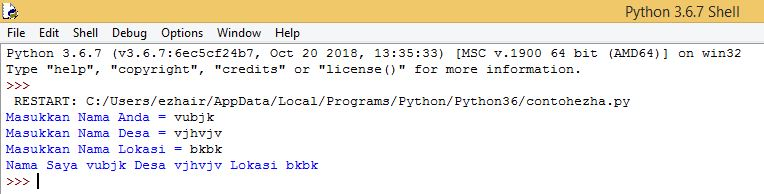 Python 3.6.7 Shell
File Edit Shell Debug Options Window Help
Python 3.6.7 (v3.6.7:6ec5cf24b7, Oct 20 2018, 13:35:33) [MSC v.1900 64 bit (AMD64)] on win32
Type "help", "copyright", "credits" or "license()" for more information.
>>>
RESTART: C:/Users/ezhair/AppData/Local/Programs/Python/Python36/contohezha.py
Masukkan Nama Anda = vubjk
Masukkan Nama Desa = vjhvjv
Masukkan Nama Lokasi = bkbk
Nama Saya vubjk Desa vjhvjv Lokasi bkbk
>>>